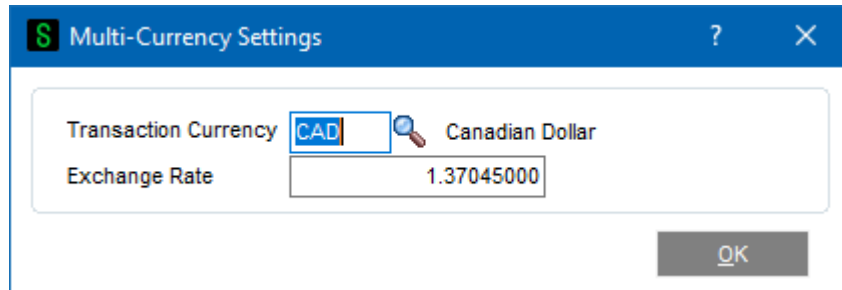 S Multi-Currency Settings ? ×
Transaction Currency CAD Canadian Dollar
Exchange Rate 1.37045000
OK